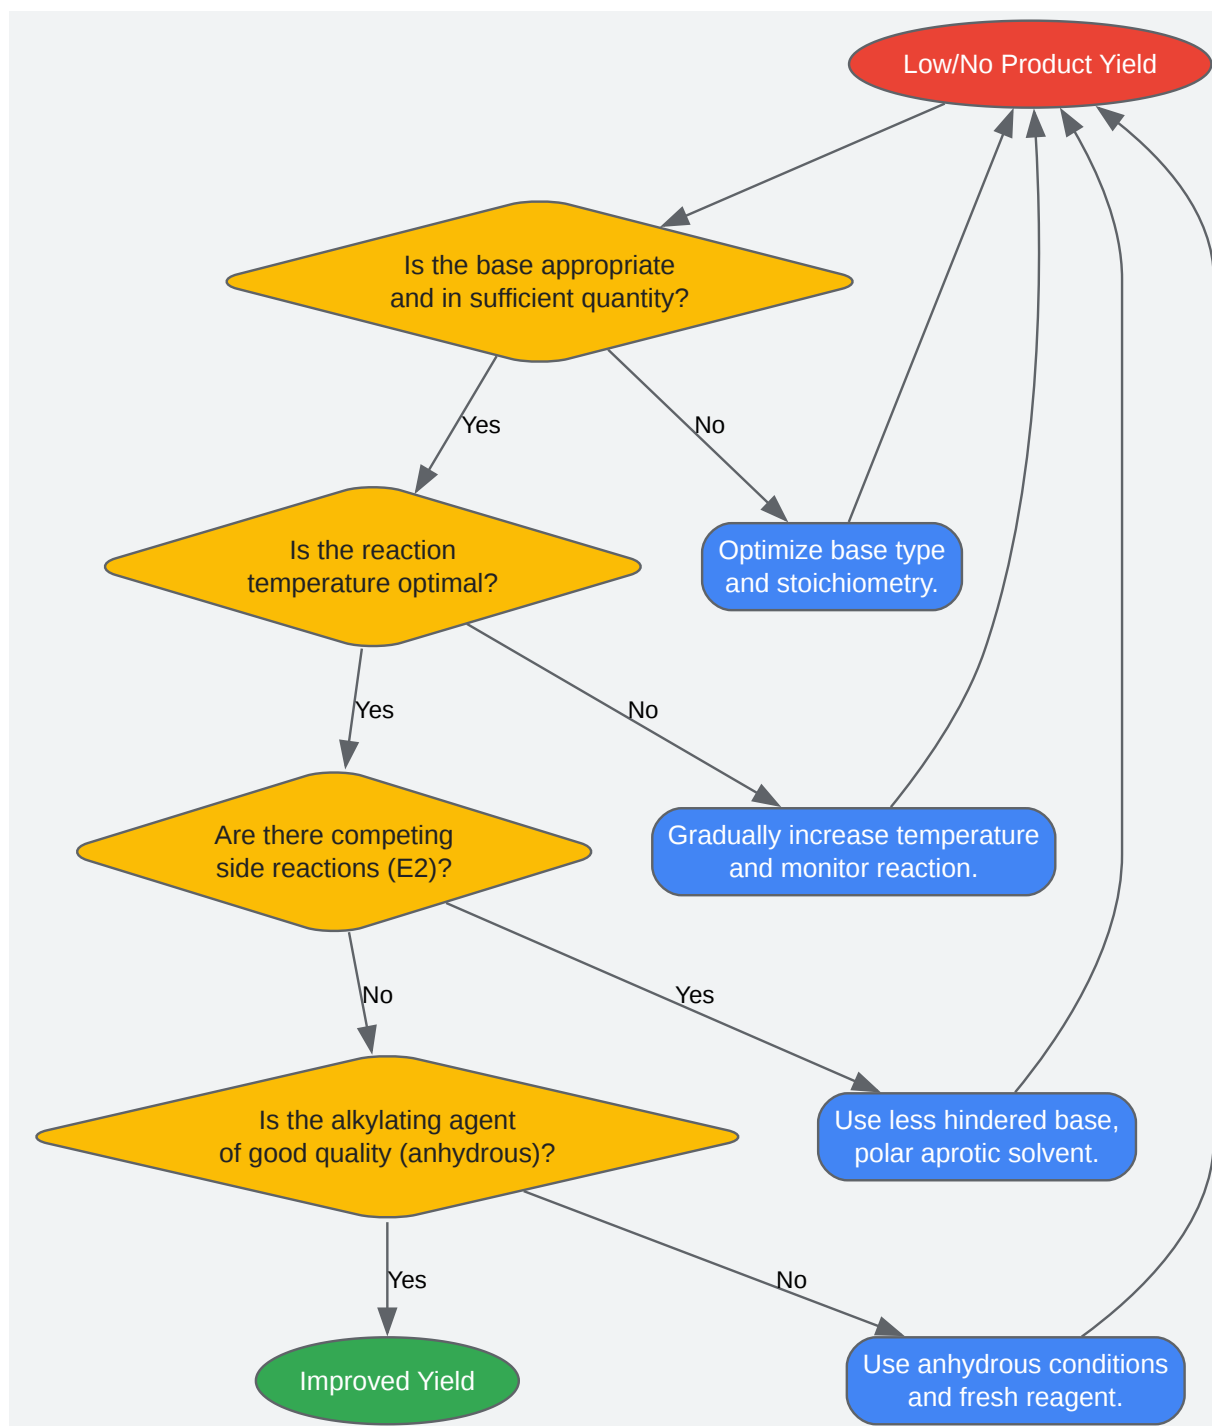 Low/No Product Yield
Is the base appropriate
and in sufficient quantity?
Yes
No
Is the reaction
temperature optimal?
Optimize base type
and stoichiometry.
Yes
No
Are there competing
side reactions (E2)?
Gradually increase temperature
and monitor reaction.
No
Yes
Is the alkylating agent
of good quality (anhydrous)?
Use less hindered base,
polar aprotic solvent.
Yes
No
Improved Yield
Use anhydrous conditions
and fresh reagent.